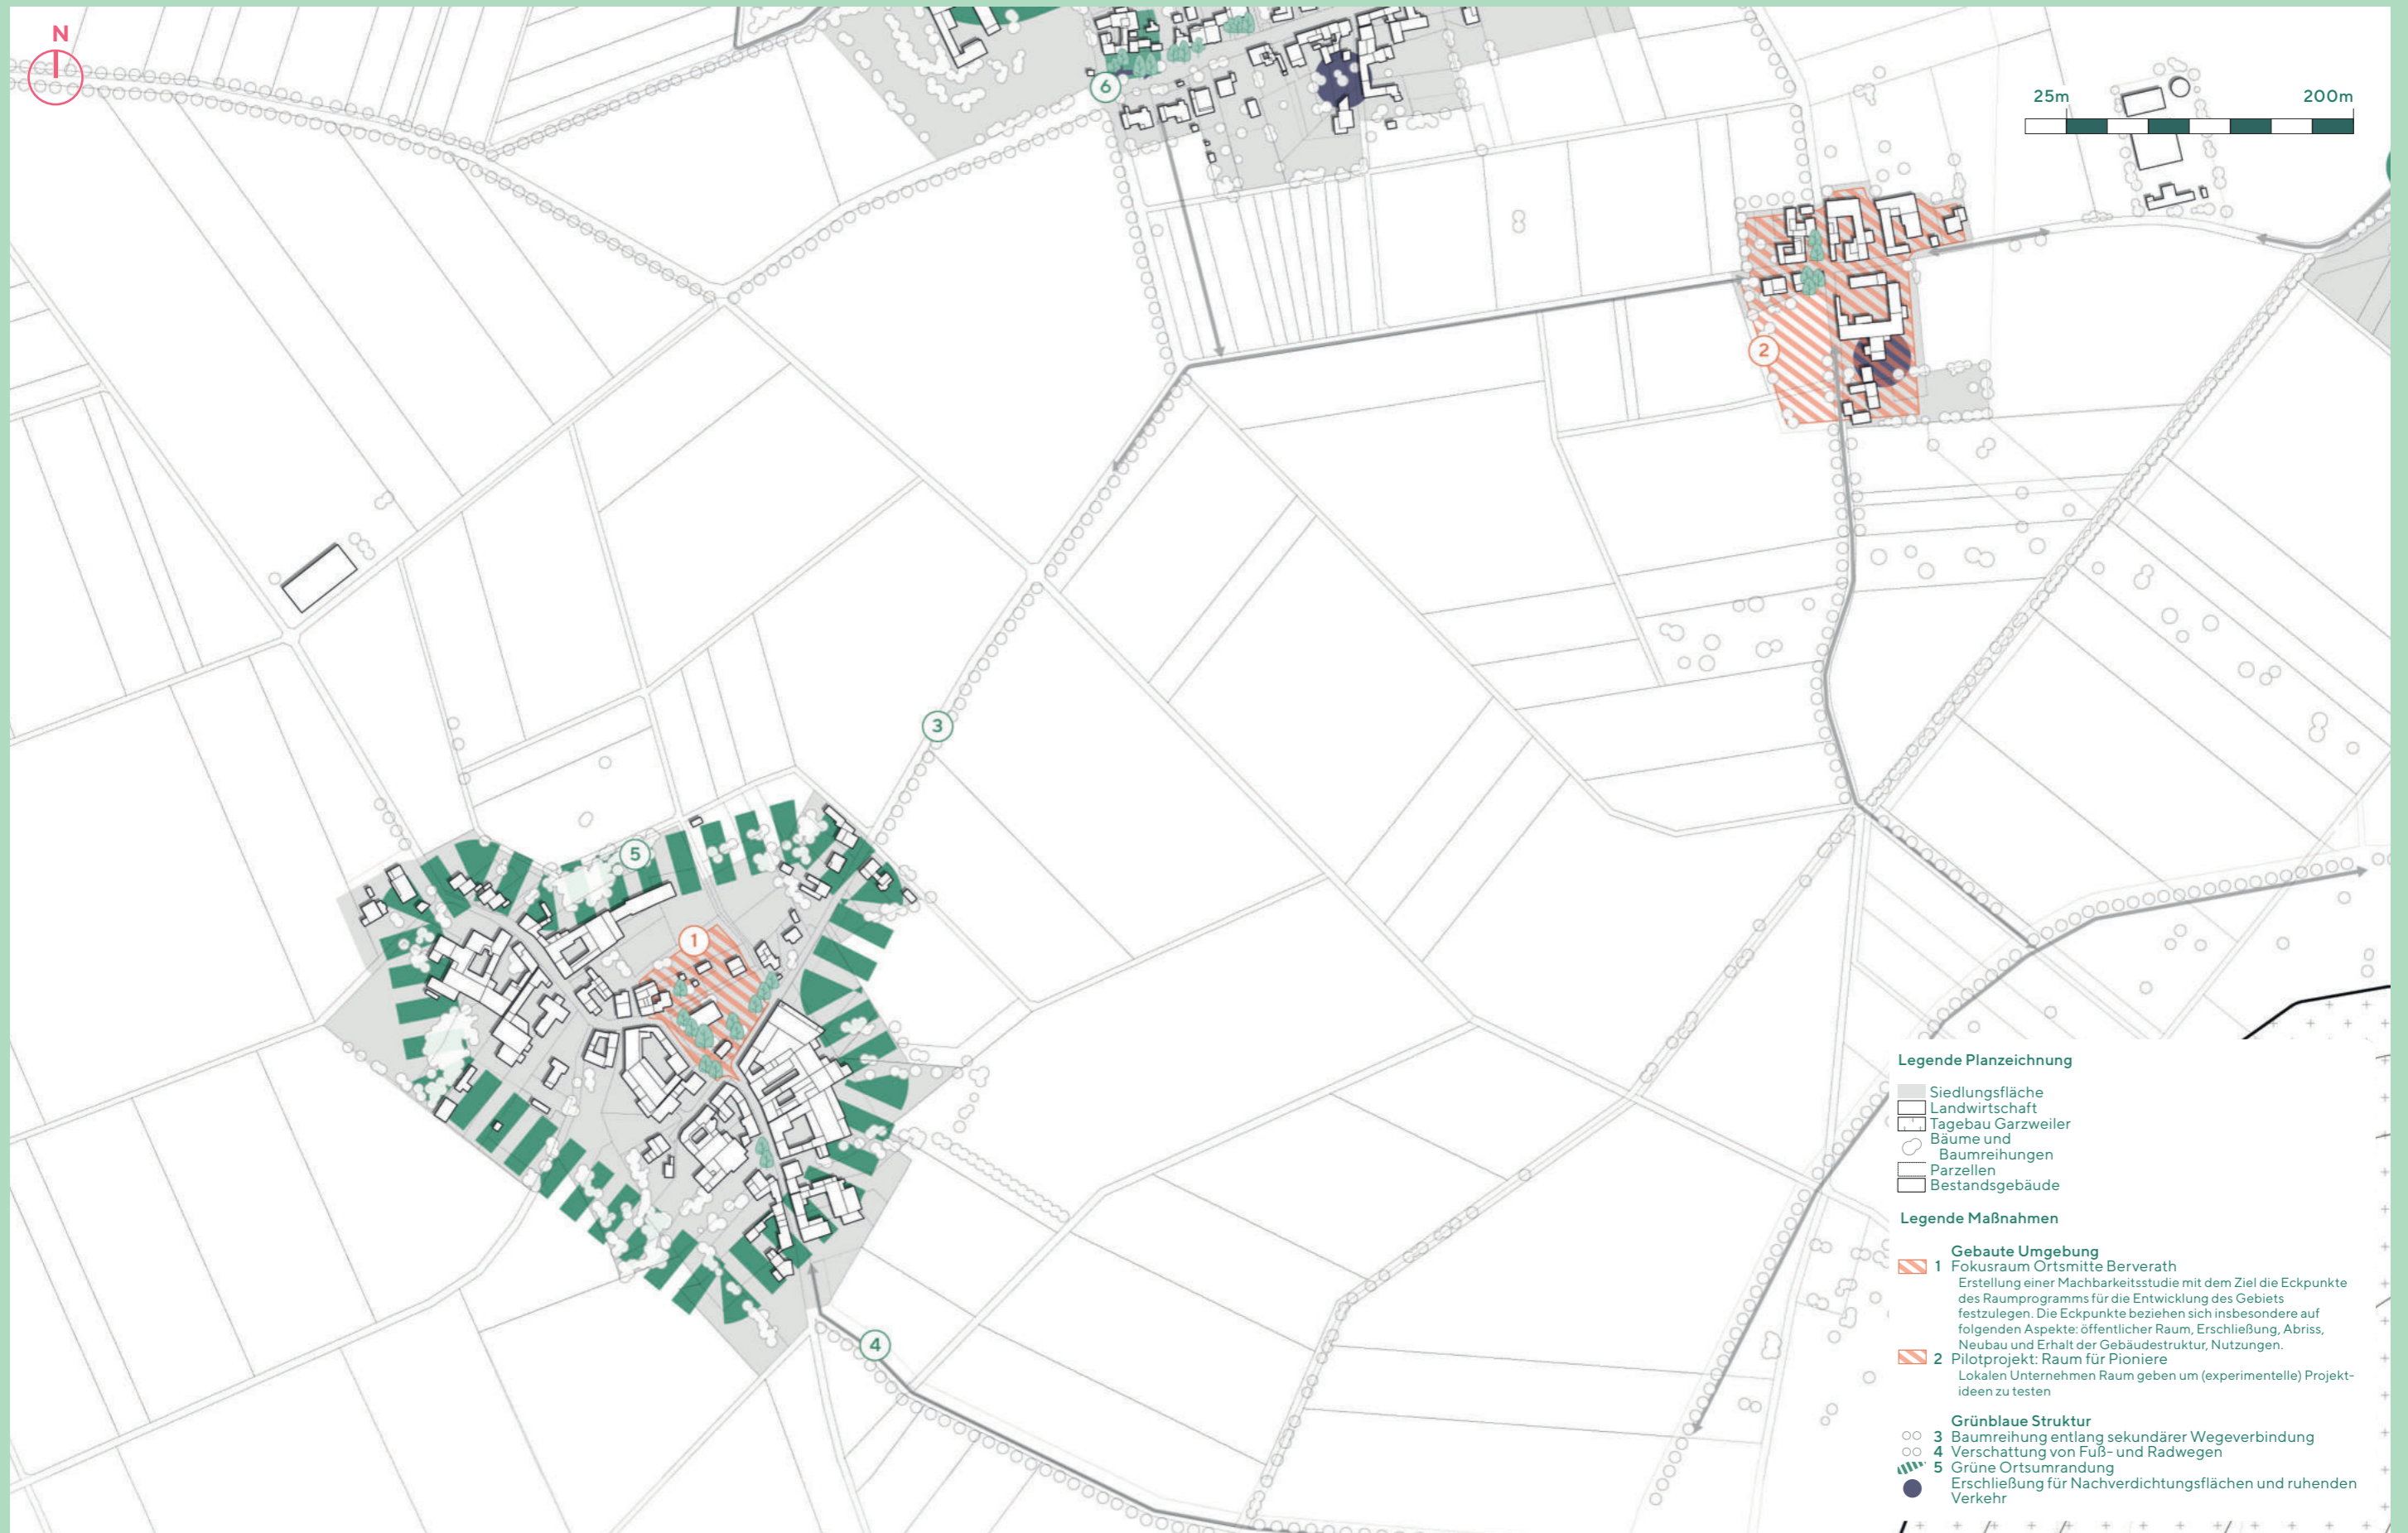 N
6
25m 200m
2
3
5
1
4
Legende Planzeichnung
Siedlungsfläche
Landwirtschaft
Tagebau Garzweiler
Bäume und
Baumreihungen
Parzellen
Bestandsgebäude
Legende Maßnahmen
Gebaute Umgebung
1 Fokusraum Ortsmitte Berverath
Erstellung einer Machbarkeitsstudie mit dem Ziel die Eckpunkte
des Raumprogramms für die Entwicklung des Gebiets
festzulegen. Die Eckpunkte beziehen sich insbesondere auf
folgenden Aspekte: öffentlicher Raum, Erschließung, Abriss,
Neubau und Erhalt der Gebäudestruktur, Nutzungen.
2 Pilotprojekt: Raum für Pioniere
Lokalen Unternehmen Raum geben um (experimentelle) Projekt-
ideen zu testen
Grünblaue Struktur
3 Baumreihung entlang sekundärer Wegeverbindung
4 Verschattung von Fuß- und Radwegen
5 Grüne Ortsumrandung
Erschließung für Nachverdichtungsflächen und ruhenden
Verkehr